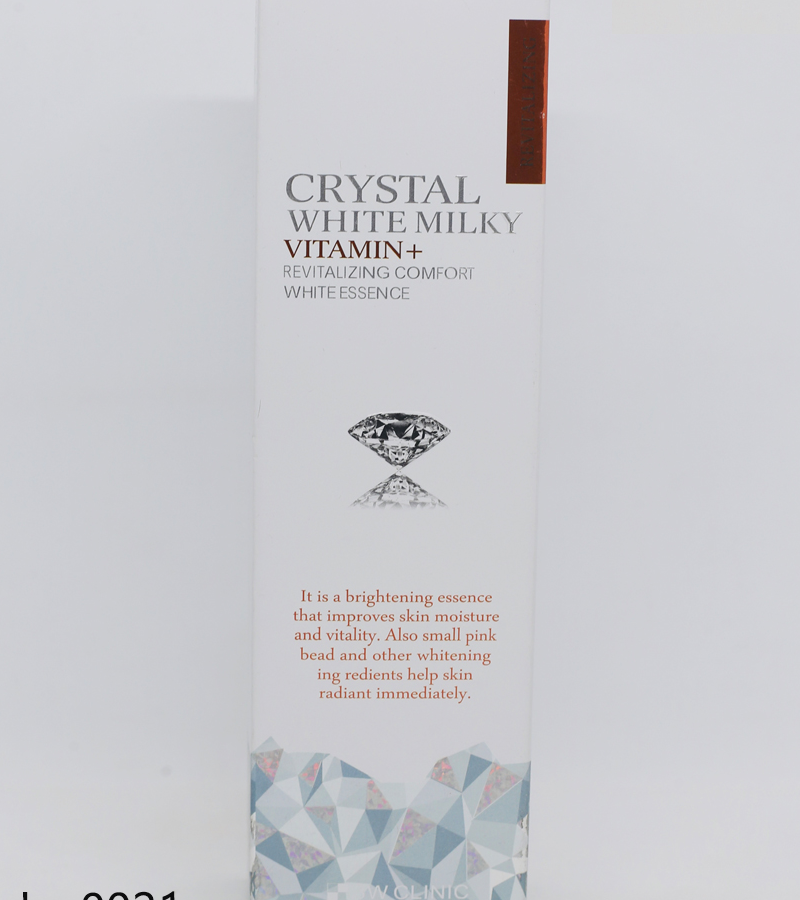 CRYSTAL
WHITE MILKY
VITAMIN+
REVITALIZING COMFORT
WHITE ESSENCE
It is a brightening essence
that improves skin moisture
and vitality. Also small pink
bead and other whitening
ing redients help skin
radiant immediately.
CLINIC